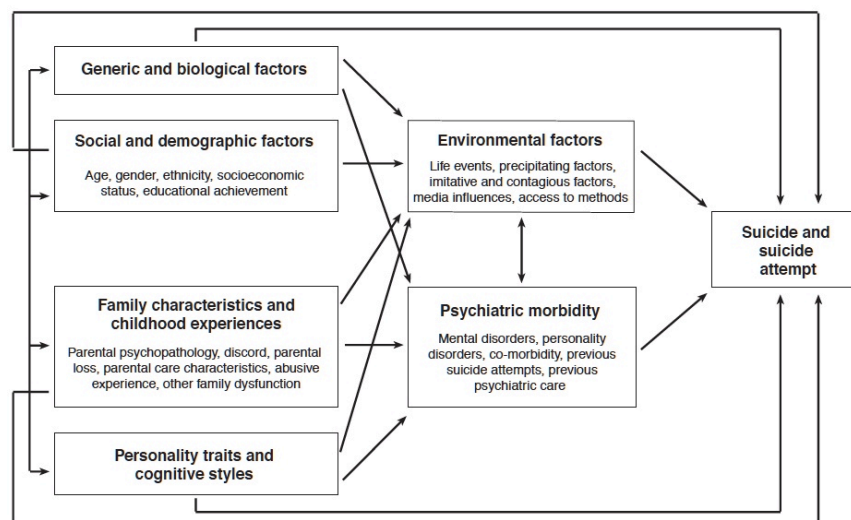 Generic and biological factors
Social and demographic factors
Age, gender, ethnicity, socioeconomic
status, educational achievement
Family characteristics and
childhood experiences
Parental psychopathology, discord, parental
loss, parental care characteristics, abusive
experience, other family dysfunction
Personality traits and
cognitive styles
Environmental factors
Life events, precipitating factors,
imitative and contagious factors,
media influences, access to methods
Psychiatric morbidity
Mental disorders, personality
disorders, co-morbidity, previous
suicide attempts, previous
psychiatric care
Suicide and
suicide
attempt